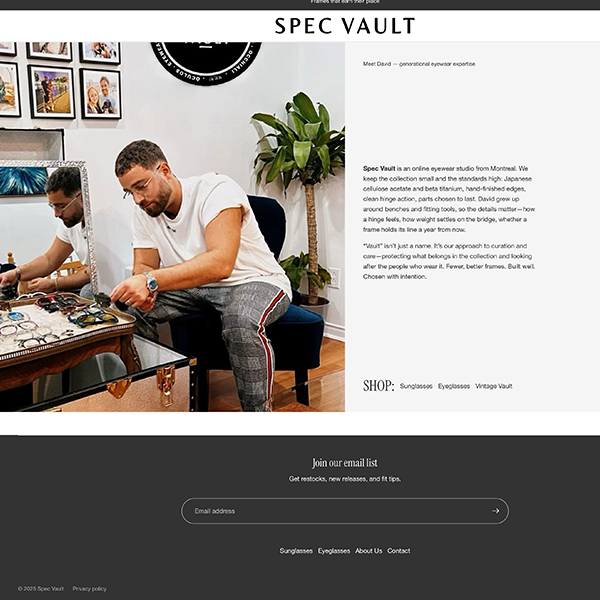 Frames that earn their place
SPEC VAULT
OCCHIALI
OCULOS
Meet David — generational eyewear expertise
Spec Vault is an online eyewear studio from Montreal. We
keep the collection small and the standards high: Japanese
cellulose acetate and beta titanium, hand-finished edges,
clean hinge action, parts chosen to last. David grew up
around benches and fitting tools, so the details matter—how
a hinge feels, how weight settles on the bridge, whether a
frame holds its line a year from now.
"Vault" isn't just a name. It's our approach to curation and
care—protecting what belongs in the collection and looking
after the people who wear it. Fewer, better frames. Built well.
Chosen with intention.
SHOP: Sunglasses Eyeglasses Vintage Vault
Join our email list
Get restocks, new releases, and fit tips.
Email address
Sunglasses Eyeglasses About Us Contact
© 2025 Spec Vault Privacy policy